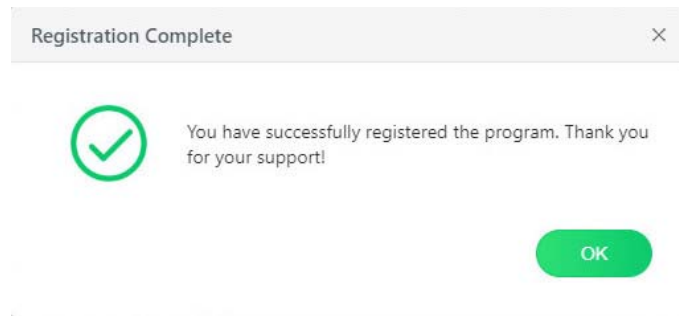 Registration Complete
You have successfully registered the program. Thank you
for your support!
OK